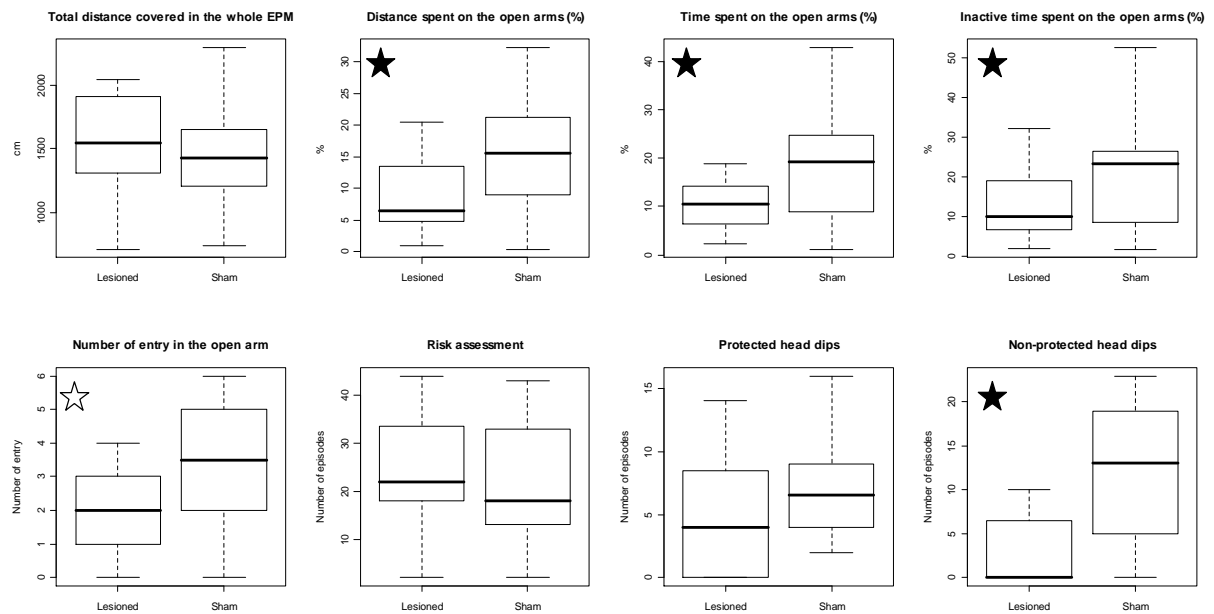 Total distance covered in the whole EPM
cm
2000
1500
1000
Lesioned
Sham
Distance spent on the open arms (%)
%
30
25
20
15
10
5
0
Lesioned
Sham
Time spent on the open arms (%)
%
40
30
20
10
0
Lesioned
Sham
Inactive time spent on the open arms (%)
%
50
40
30
20
10
0
Lesioned
Sham
Number of entry in the open arm
Number of entry
6
5
4
3
2
1
0
Lesioned
Sham
Risk assessment
Number of episodes
40
30
20
10
Lesioned
Sham
Protected head dips
Number of episodes
15
10
5
0
Lesioned
Sham
Non-protected head dips
Number of episodes
20
15
10
5
0
Lesioned
Sham